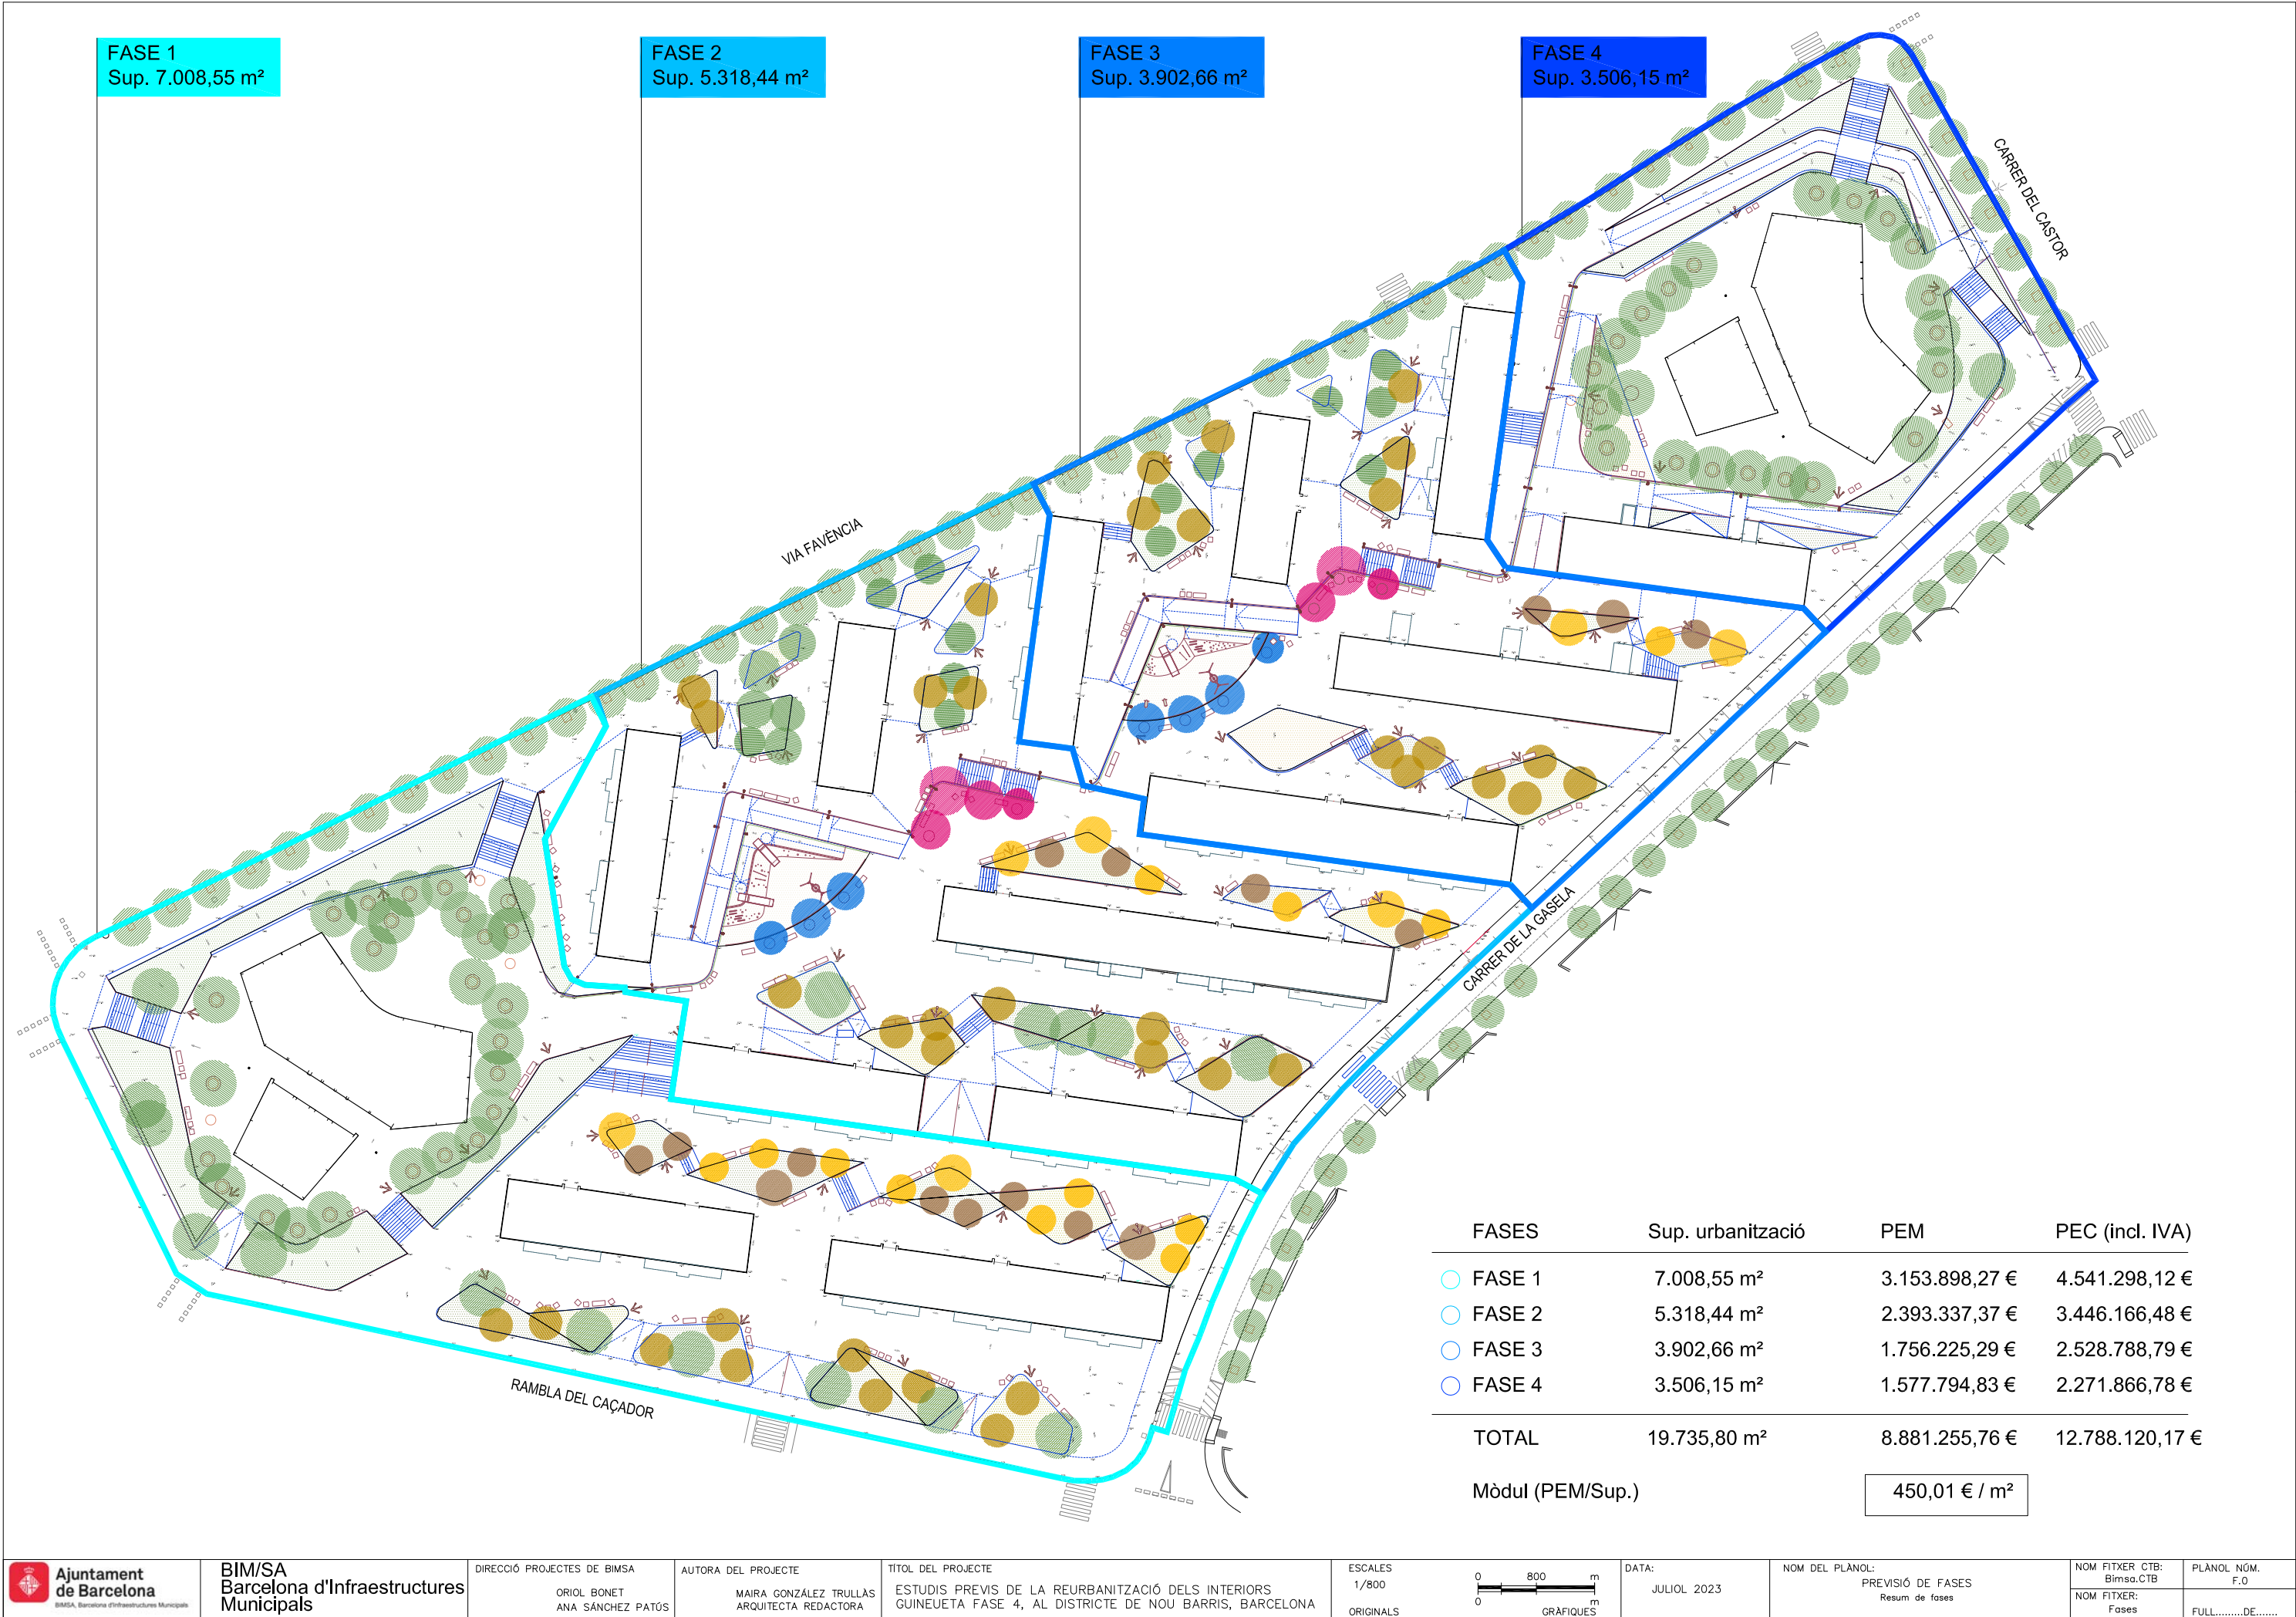 FASE 1
Sup. 7.008,55 m²
FASE 2
Sup. 5.318,44 m²
FASE 3
Sup. 3.902,66 m²
FASE 4
Sup. 3.506,15 m²
CARRER DEL CASTOR
VIA FAVÈNCIA
CARRER DE LA GASELA
RAMBLA DEL CAÇADOR
FASES Sup. urbanització PEM PEC (incl. IVA)
FASE 1 7.008,55 m² 3.153.898,27 € 4.541.298,12 €
FASE 2 5.318,44 m² 2.393.337,37 € 3.446.166,48 €
FASE 3 3.902,66 m² 1.756.225,29 € 2.528.788,79 €
FASE 4 3.506,15 m² 1.577.794,83 € 2.271.866,78 €
TOTAL 19.735,80 m² 8.881.255,76 € 12.788.120,17 €
Mòdul (PEM/Sup.) 450,01 € / m²
Ajuntament
de Barcelona
BIMSA, Barcelona d'Infraestructures Municipals
BIM/SA
Barcelona d'Infraestructures
Municipals
DIRECCIÓ PROJECTES DE BIMSA
ORIOL BONET
ANA SÁNCHEZ PATÚS
AUTORA DEL PROJECTE
MAIRA GONZÁLEZ TRULLÀS
ARQUITECTA REDACTORA
TÍTOL DEL PROJECTE
ESTUDIS PREVIS DE LA REURBANITZACIÓ DELS INTERIORS
GUINEUETA FASE 4, AL DISTRICTE DE NOU BARRIS, BARCELONA
ESCALES
1/800
ORIGINALS
0 800 m
0 m
GRÀFIQUES
DATA:
JULIOL 2023
NOM DEL PLÀNOL:
PREVISIÓ DE FASES
Resum de fases
NOM FITXER CTB:
Bimsa.CTB
NOM FITXER:
Fases
PLÀNOL NÚM.
F.0
FULL.........DE.......